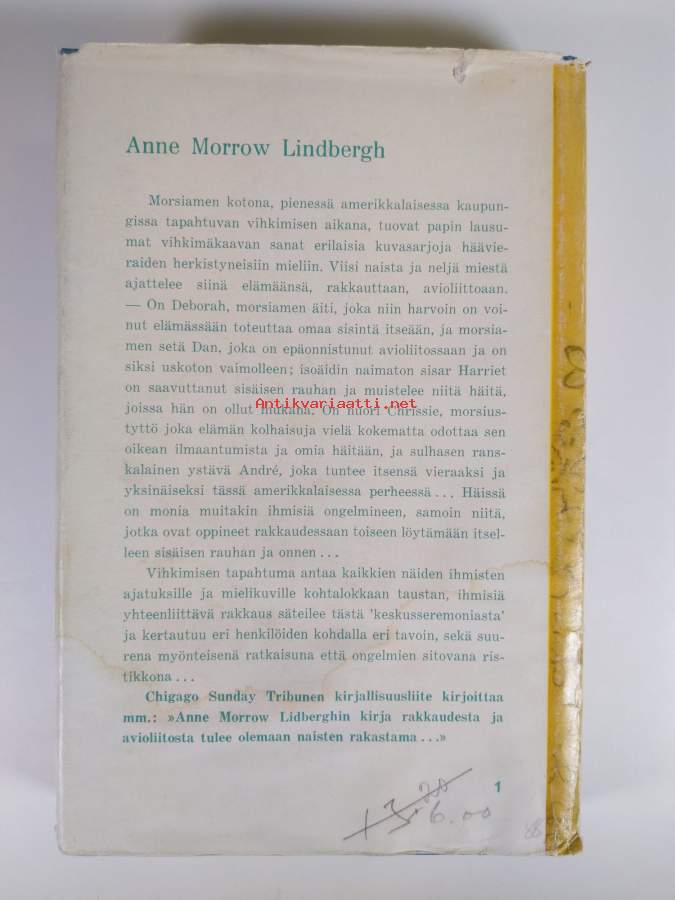 Anne Morrow Lindbergh
Morsiamen kotona, pienessä amerikkalaisessa kaupun-
gissa tapahtuvan vihkimisen aikana, tuovat papin lausu-
mat vihkimäkaavan sanat erilaisia kuvasarjoja häävie-
raiden herkistyneisiin mieliin. Viisi naista ja neljä miestä
ajattelee siinä elämäänsä, rakkauttaan, avioliittoaan.
— On Deborah, morsiamen äiti, joka niin harvoin on voi-
nut elämässään toteuttaa omaa sisintä itseään, ja morsia-
men setä Dan, joka on epäonnistunut avioliitossaan ja on
siksi uskoton vaimolleen; isoäidin naimaton sisar Harriet
on saavuttanut sisäisen rauhan ja muistelee niitä häitä,
Antikvariaatti.net
joissa hän on ollut mukana. On nuori Chrissie, morsius-
tyttö joka elämän kolhaisuja vielä kokematta odottaa sen
oikean ilmaantumista ja omia häitään, ja sulhasen rans-
kalainen ystävä André, joka tuntee itsensä vieraaksi ja
yksinäiseksi tässä amerikkalaisessa perheessä... Häissä
on monia muitakin ihmisiä ongelmineen, samoin niitä,
jotka ovat oppineet rakkaudessaan toiseen löytämään itsel-
leen sisäisen rauhan ja onnen...
Vihkimisen tapahtuma antaa kaikkien näiden ihmisten
ajatuksille ja mielikuville kohtalokkaan taustan, ihmisiä
yhteenliittävä rakkaus säteilee tästä 'keskusseremoniasta'
ja kertautuu eri henkilöiden kohdalla eri tavoin, sekä suu-
rena myönteisenä ratkaisuna että ongelmien sitovana ris-
tikkona...
Chigago Sunday Tribunen kirjallisuusliite kirjoittaa
mm.: »Anne Morrow Lidberghin kirja rakkaudesta ja
avioliitosta tulee olemaan naisten rakastama...»
1
6.00